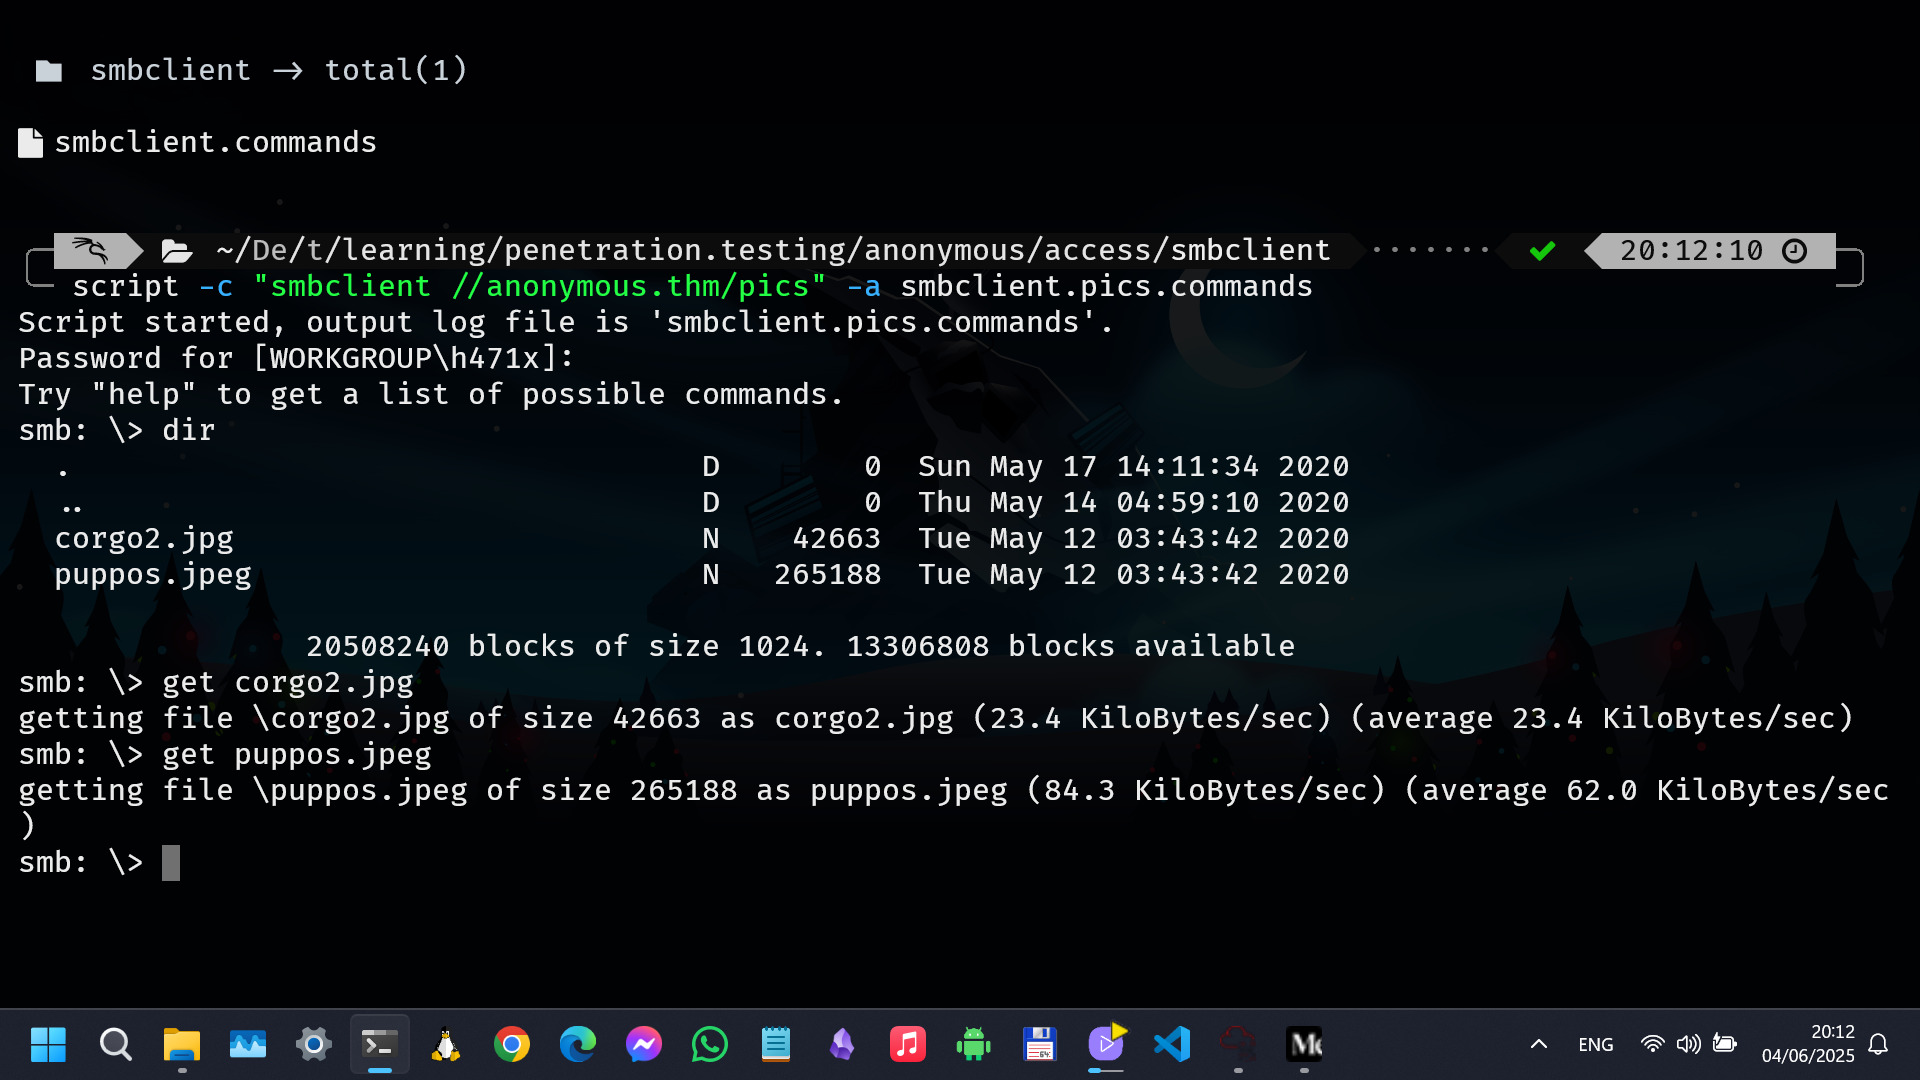 smbclient → total(1)
smbclient.commands
~/De/t/learning/penetration.testing/anonymous/access/smbclient ······· ✔ 20:12:10
script -c "smbclient //anonymous.thm/pics" -a smbclient.pics.commands
Script started, output log file is 'smbclient.pics.commands'.
Password for [WORKGROUP\h471x]:
Try "help" to get a list of possible commands.
smb: \> dir
  .                                   D        0  Sun May 17 14:11:34 2020
  ..                                  D        0  Thu May 14 04:59:10 2020
  corgo2.jpg                          N    42663  Tue May 12 03:43:42 2020
  puppos.jpeg                         N   265188  Tue May 12 03:43:42 2020
                20508240 blocks of size 1024. 13306808 blocks available
smb: \> get corgo2.jpg
getting file \corgo2.jpg of size 42663 as corgo2.jpg (23.4 KiloBytes/sec) (average 23.4 KiloBytes/sec)
smb: \> get puppos.jpeg
getting file \puppos.jpeg of size 265188 as puppos.jpeg (84.3 KiloBytes/sec) (average 62.0 KiloBytes/sec
)
smb: \>
64
ENG
20:12
04/06/2025